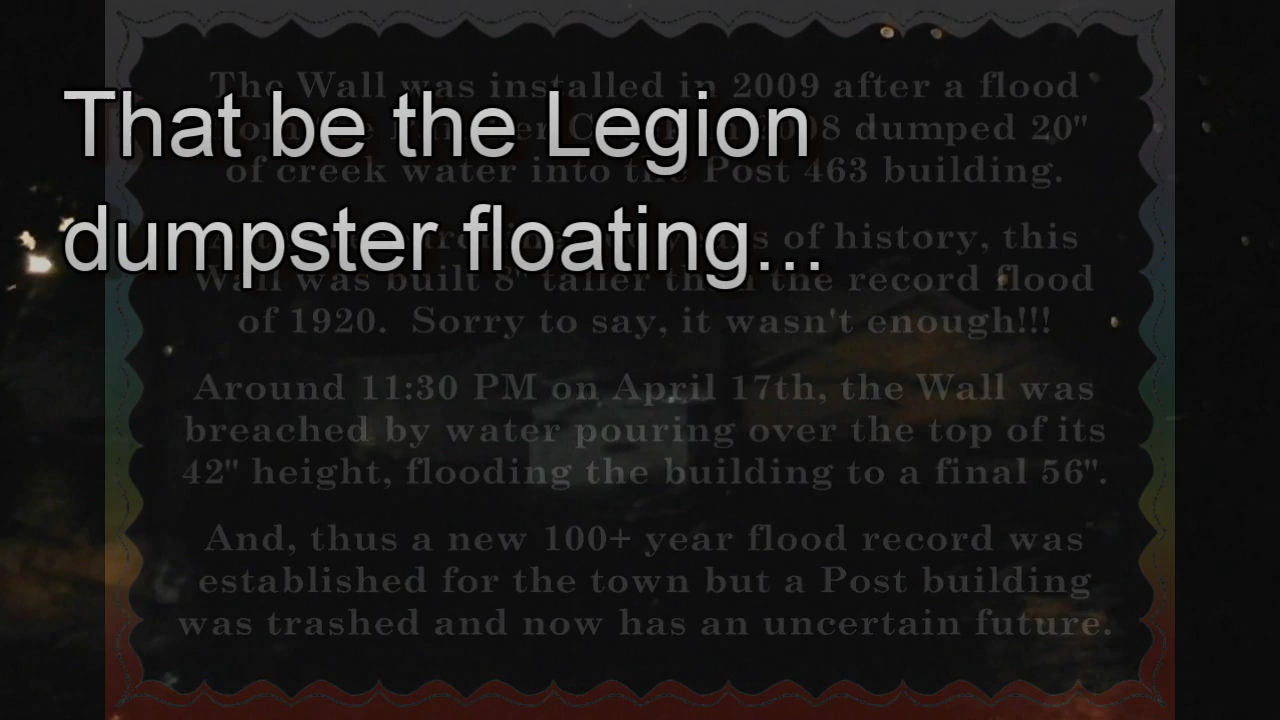 That be the Legion
dumpster floating...
The Wall was installed in 2009 after a flood
dumped 20"
of creek water into the Post 463 building.
of history, this
Wall was built 8" taller than the record flood
of 1920. Sorry to say, it wasn't enough!!!
Around 11:30 PM on April 17th, the Wall was
breached by water pouring over the top of its
42" height, flooding the building to a final 56".
And, thus a new 100+ year flood record was
established for the town but a Post building
was trashed and now has an uncertain future.